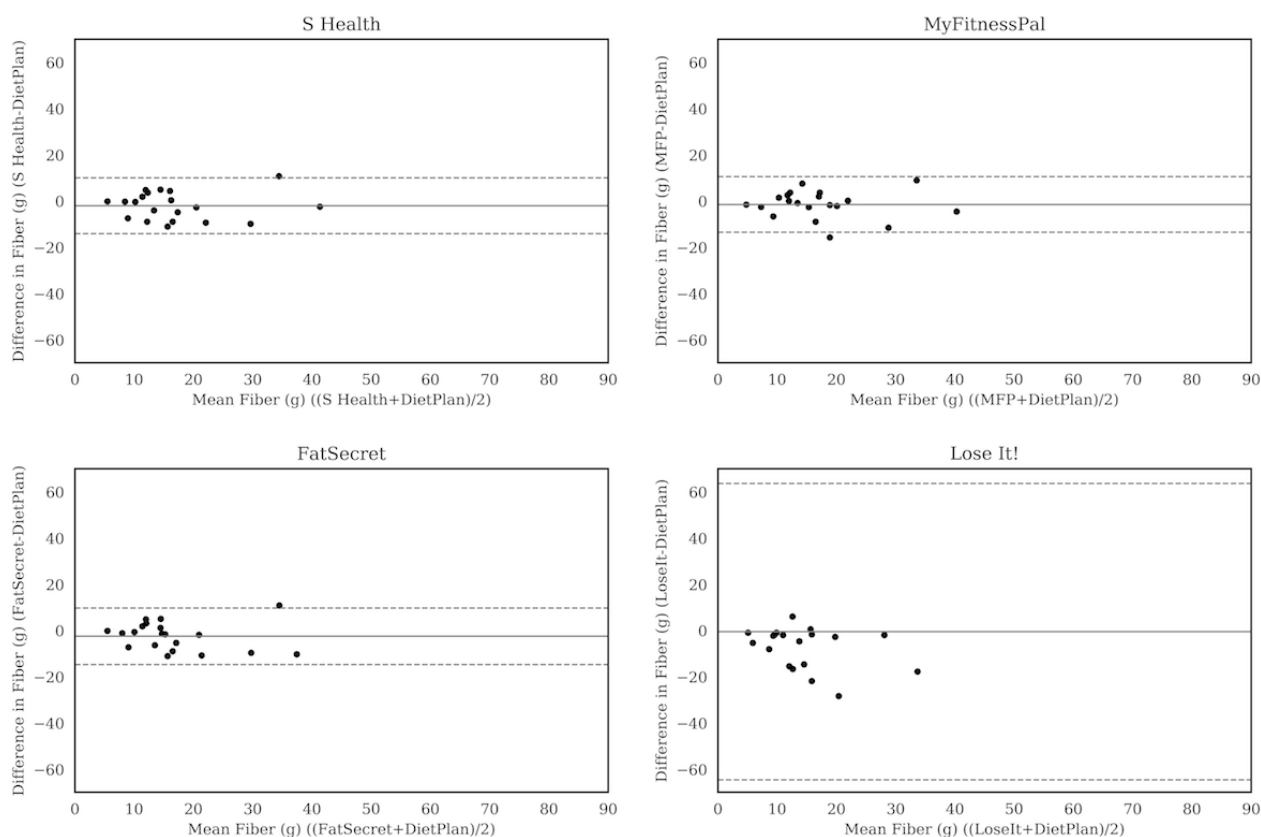 S Health
Difference in Fiber (g) (S Health-DietPlan)
60
40
20
0
−20
−40
−60
0 10 20 30 40 50 60 70 80 90
Mean Fiber (g) ((S Health+DietPlan)/2)
MyFitnessPal
Difference in Fiber (g) (MFP-DietPlan)
60
40
20
0
−20
−40
−60
0 10 20 30 40 50 60 70 80 90
Mean Fiber (g) ((MFP+DietPlan)/2)
FatSecret
Difference in Fiber (g) (FatSecret-DietPlan)
60
40
20
0
−20
−40
−60
0 10 20 30 40 50 60 70 80 90
Mean Fiber (g) ((FatSecret+DietPlan)/2)
Lose It!
Difference in Fiber (g) (LoseIt-DietPlan)
60
40
20
0
−20
−40
−60
0 10 20 30 40 50 60 70 80 90
Mean Fiber (g) ((LoseIt+DietPlan)/2)